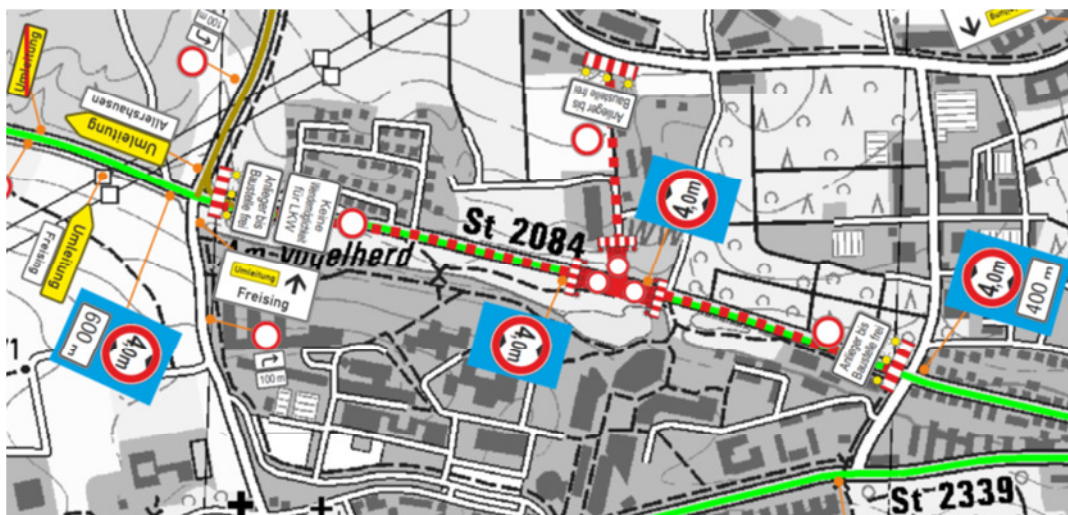 100 m
Umleitung
Umleitung
Allershausen
Umleitung
Freising
Anlieger bis
Baustelle frei
Keine
Wendemöglichkeit
für LKW
Anlieger bis
Baustelle frei
St 2084
Am Vogelherd
Umleitung
Freising
4,0m
4,0m
400 m
600 m
4,0m
4,0m
100 m
Anlieger bis
Baustelle frei
St 2339